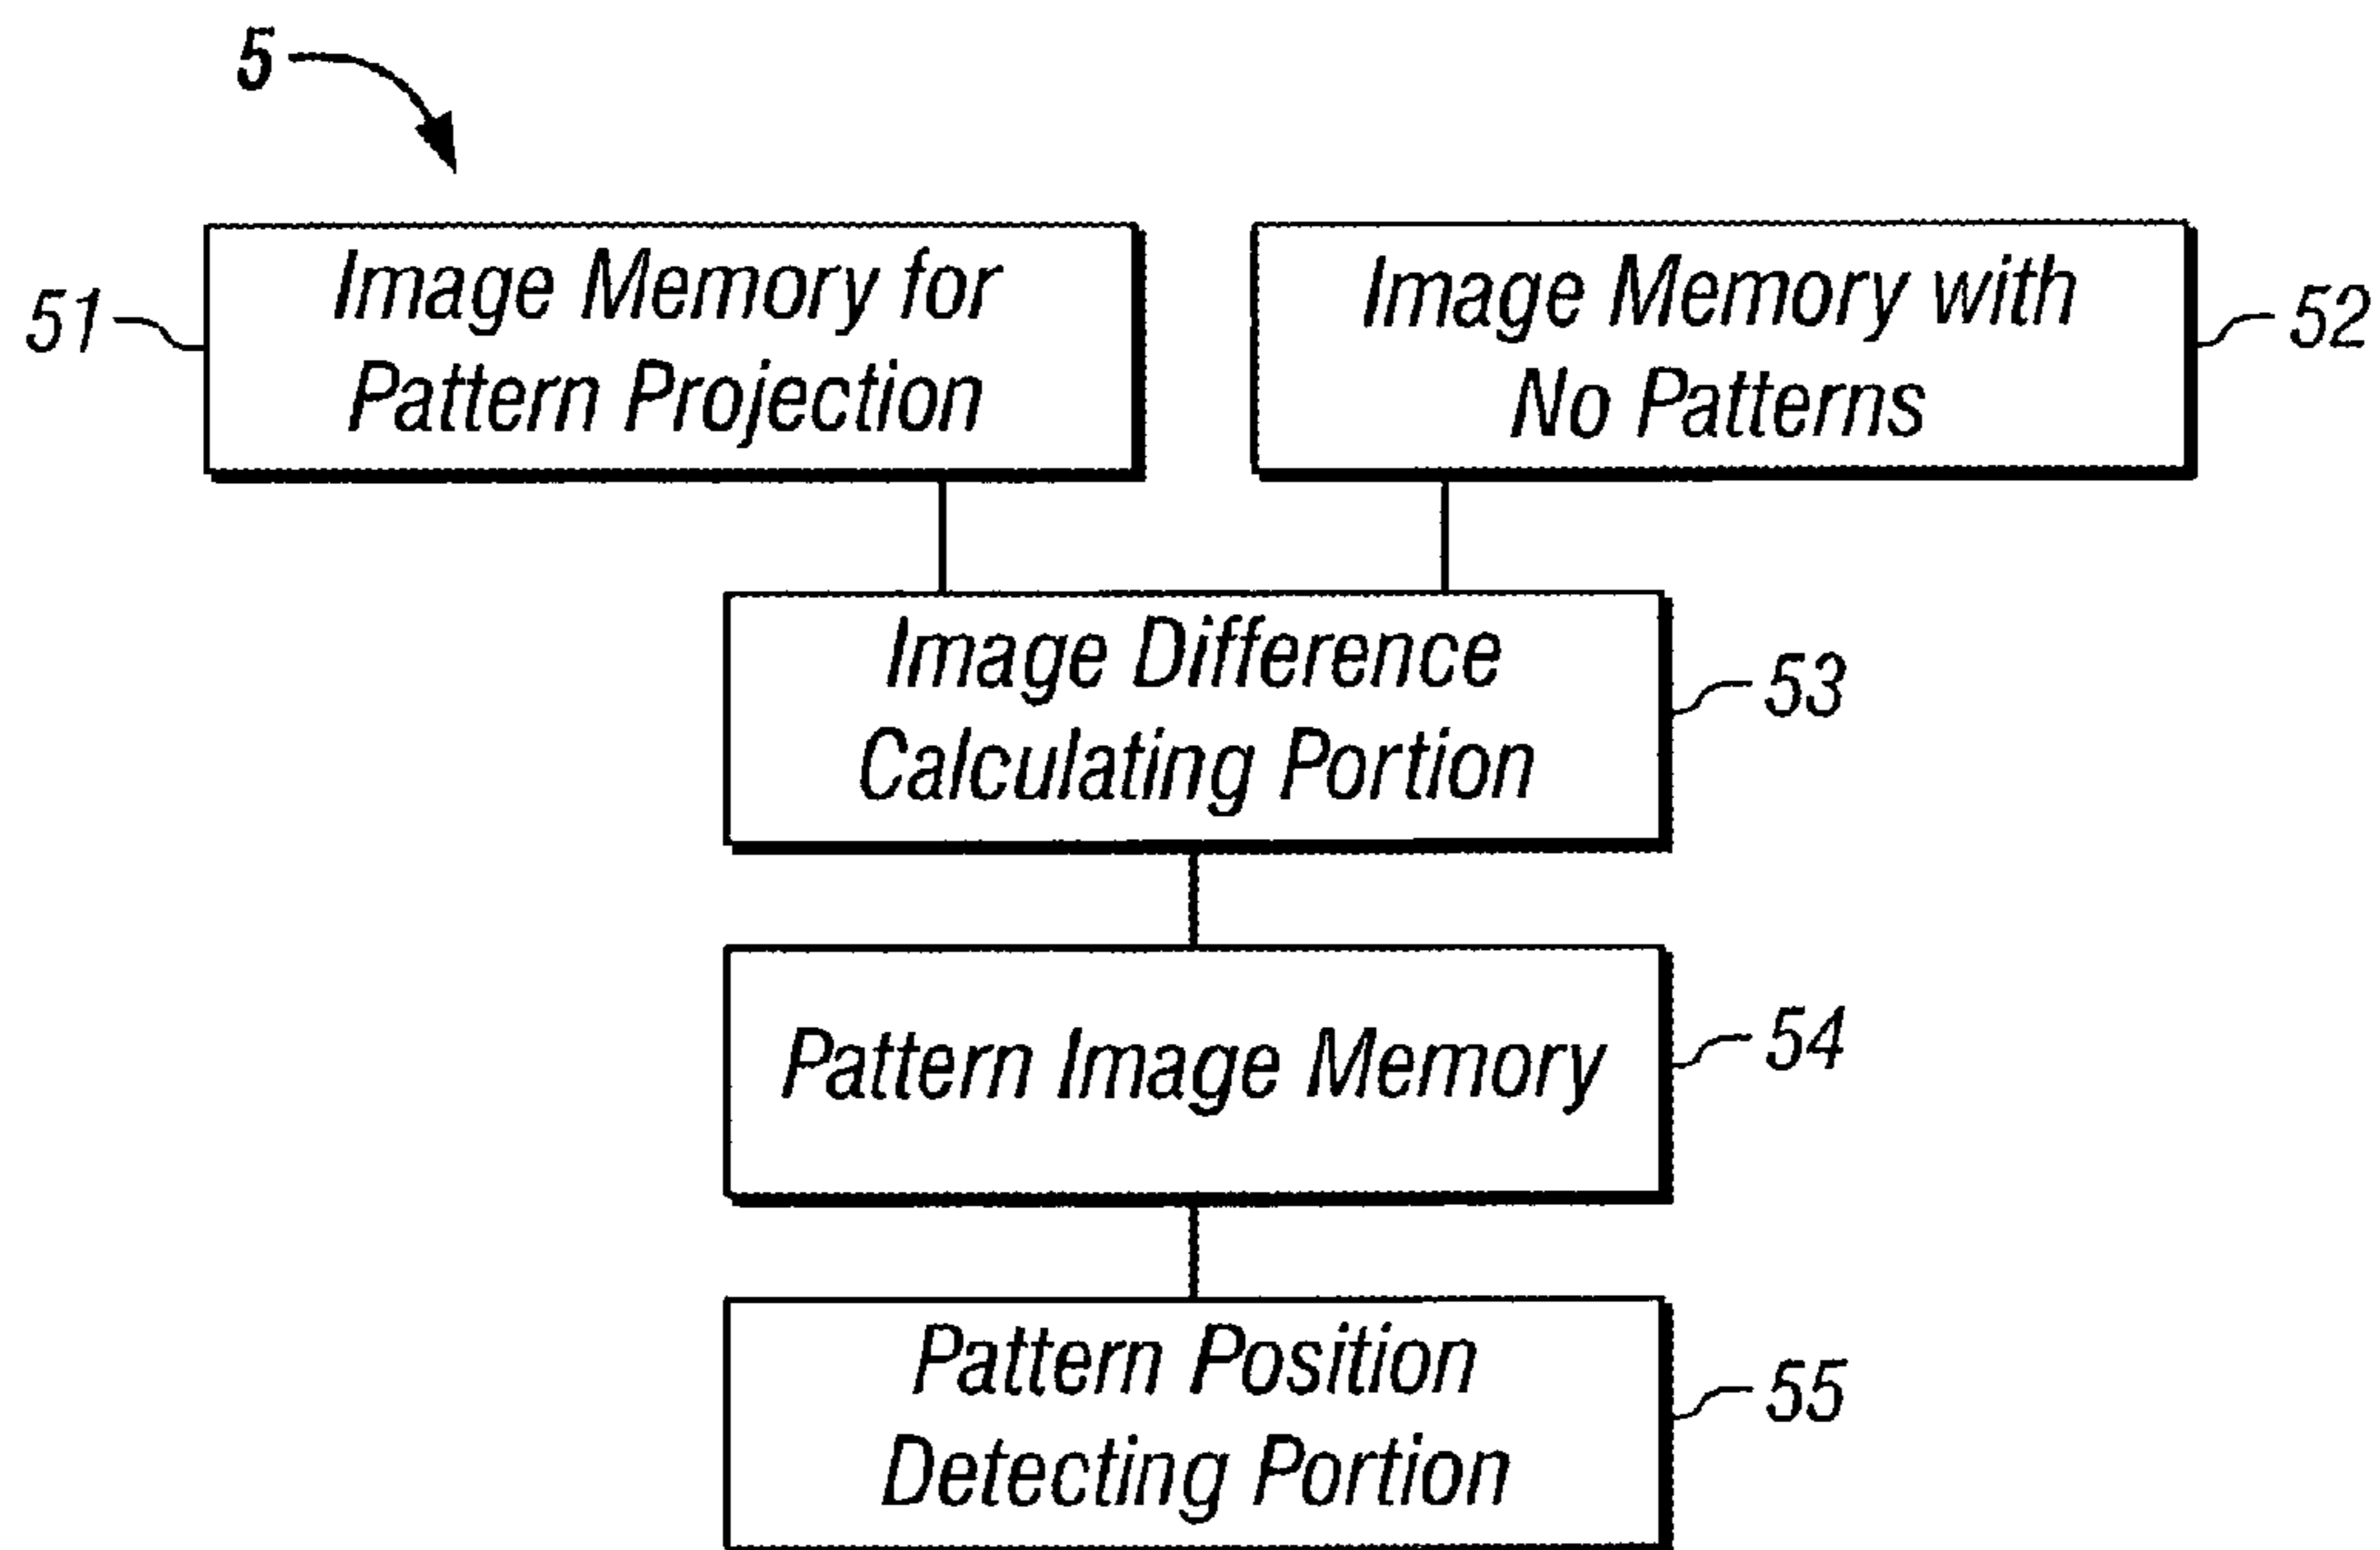 5
51
Image Memory for
Pattern Projection
Image Memory with
No Patterns
52
Image Difference
Calculating Portion
53
Pattern Image Memory
54
Pattern Position
Detecting Portion
55